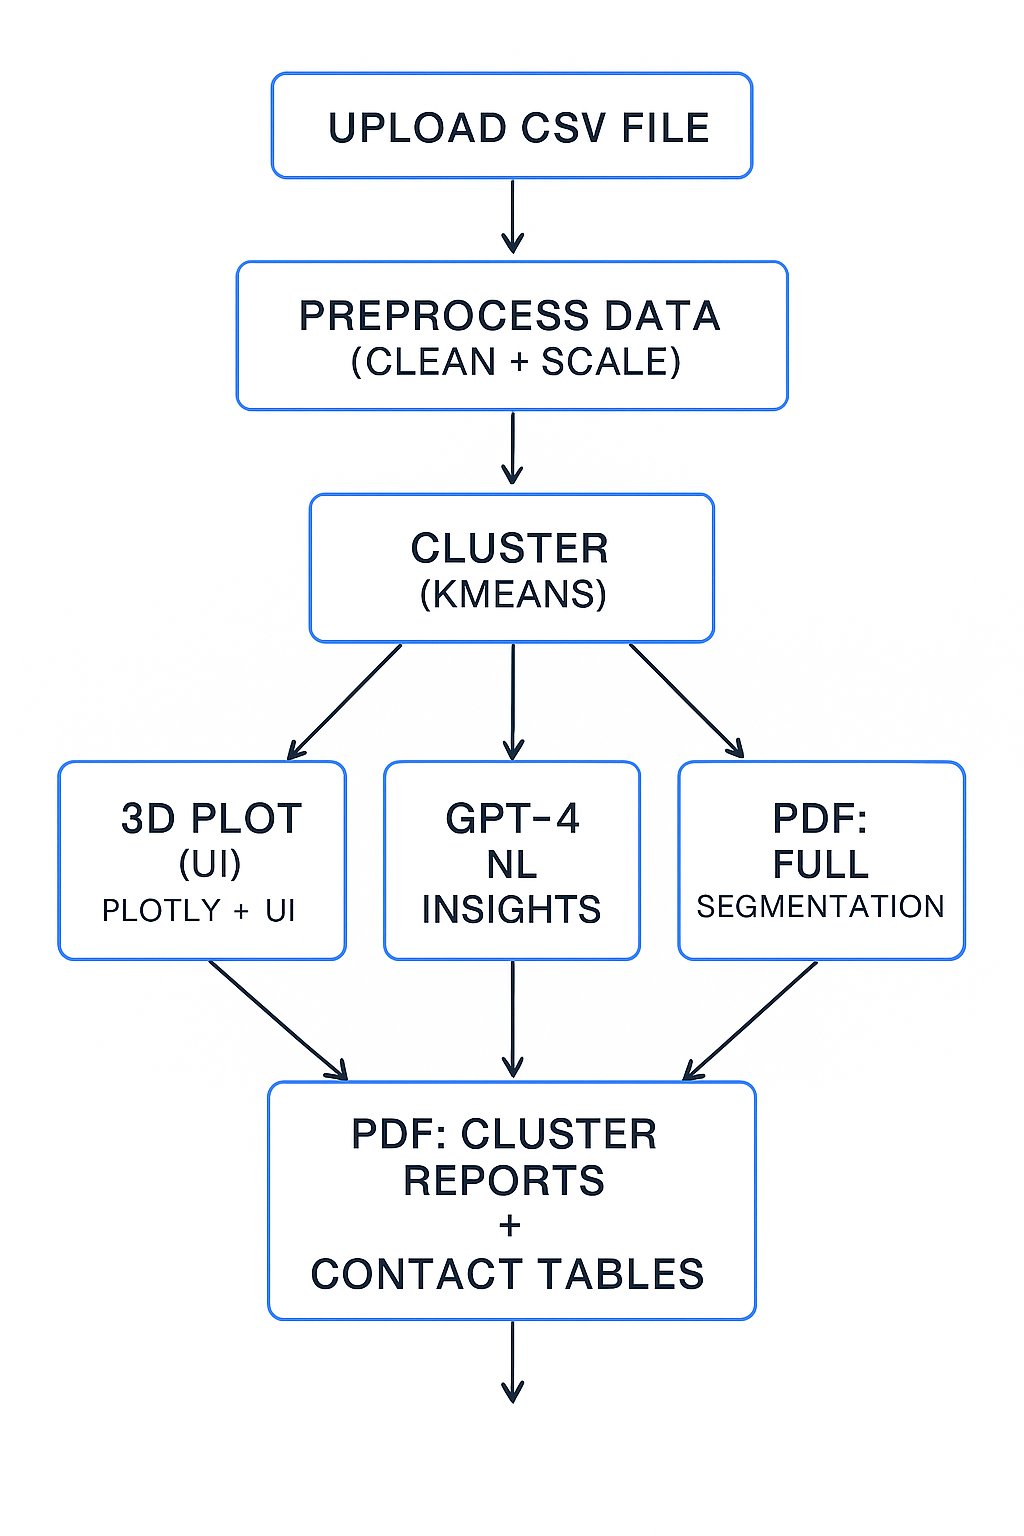 UPLOAD CSV FILE
PREPROCESS DATA
(CLEAN + SCALE)
CLUSTER
(KMEANS)
3D PLOT
(UI)
PLOTLY + UI
GPT-4
NL
INSIGHTS
PDF:
FULL
SEGMENTATION
PDF: CLUSTER
REPORTS
+
CONTACT TABLES